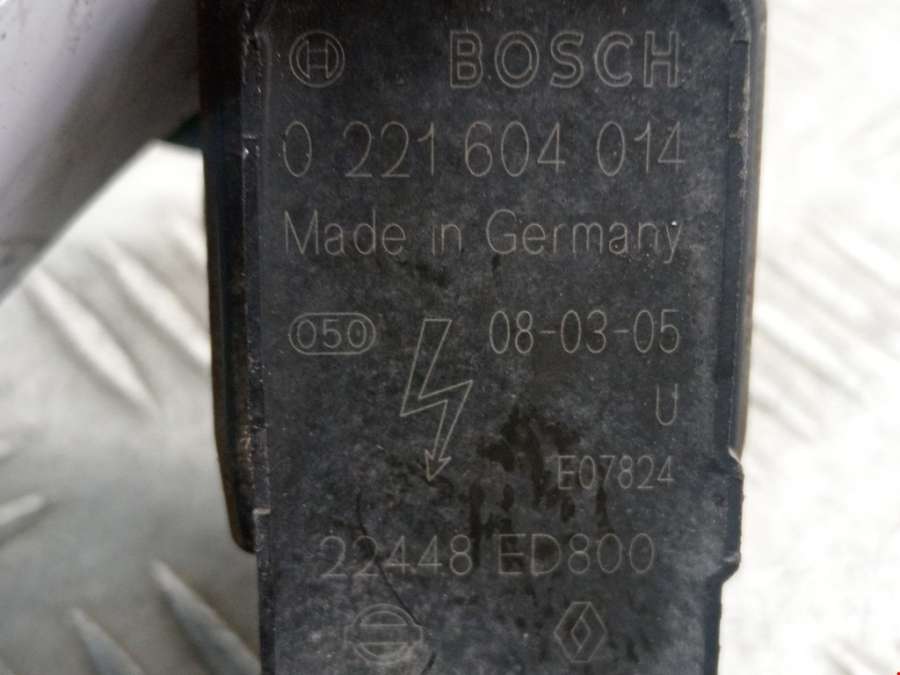 BOSCH
0 221 604 014
Made in Germany
050 08-03-05
U
E07824
22448 ED800